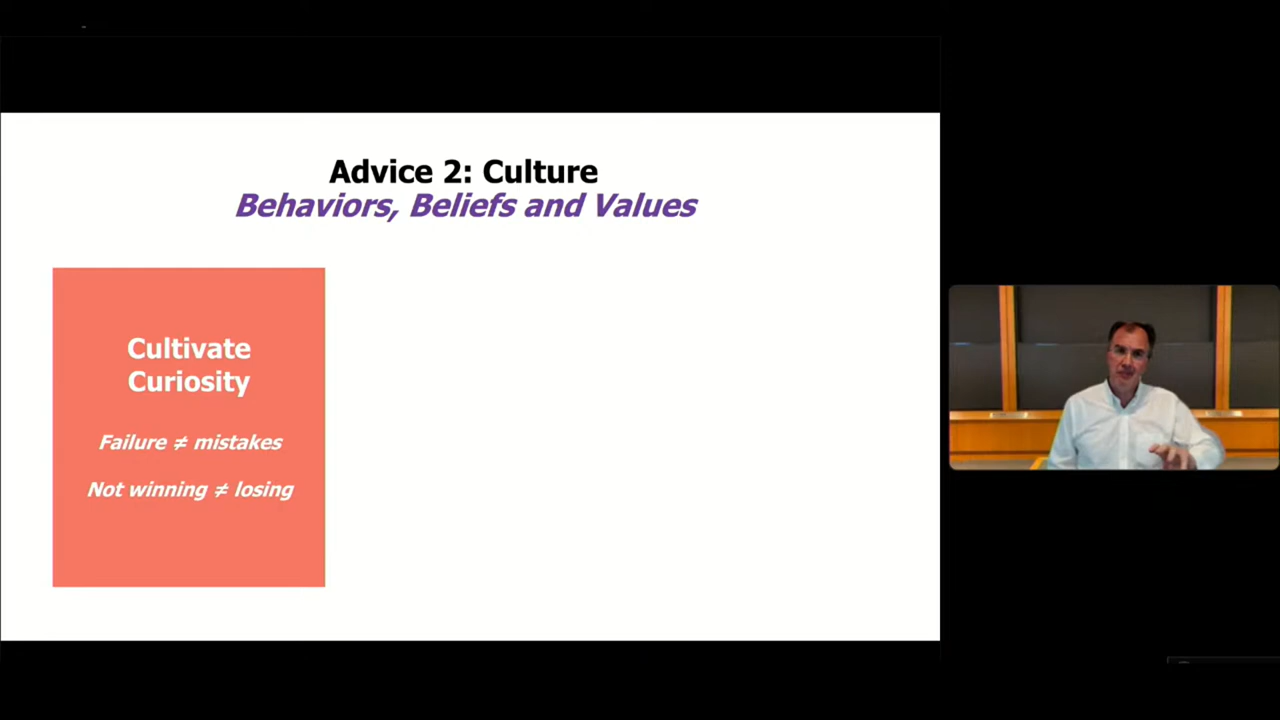 Advice 2: Culture
Behaviors, Beliefs and Values
Cultivate
Curiosity
Failure ≠ mistakes
Not winning ≠ losing